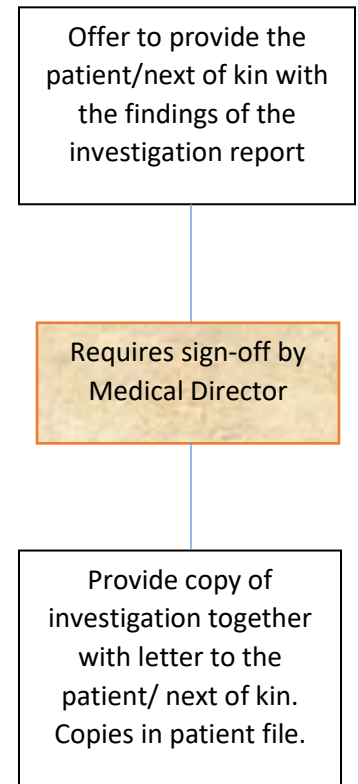 Offer to provide the
patient/next of kin with
the findings of the
investigation report
Requires sign-off by
Medical Director
Provide copy of
investigation together
with letter to the
patient/ next of kin.
Copies in patient file.